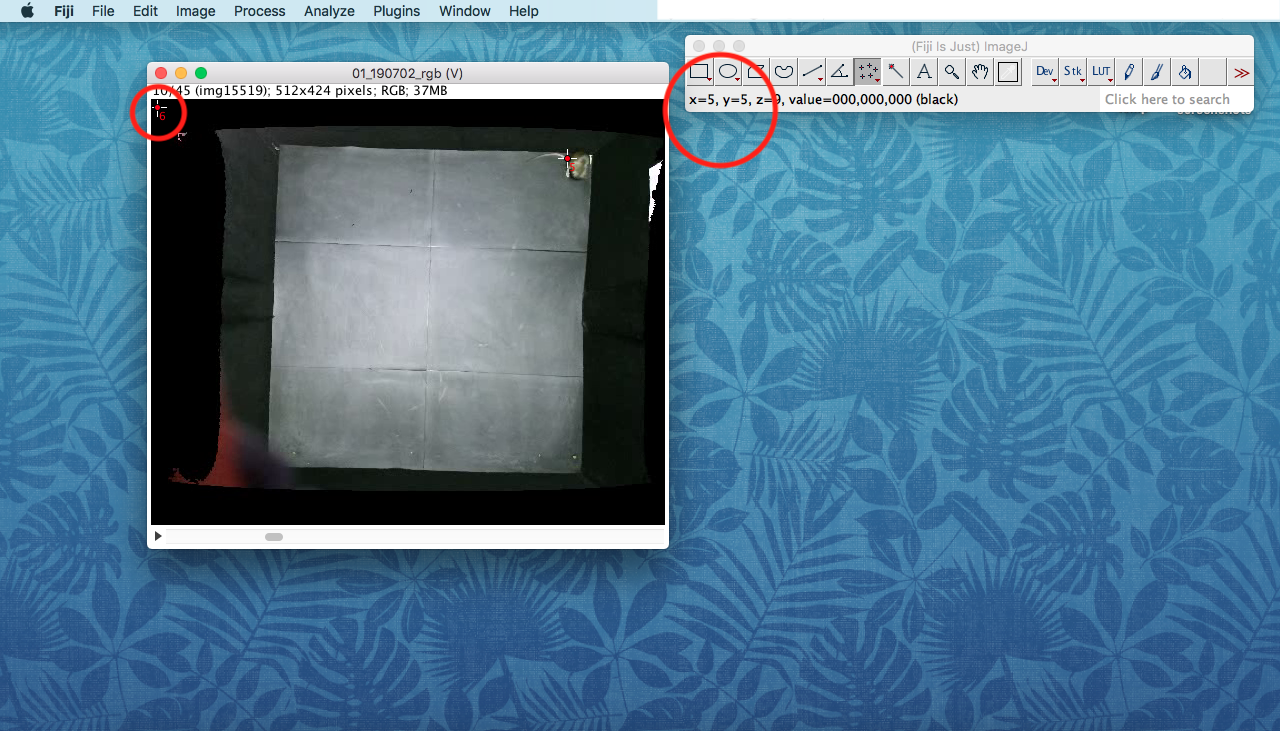 Fiji File Edit Image Process Analyze Plugins Window Help
(Fiji Is Just) ImageJ
Dev Stk LUT
x=5, y=5, z=9, value=000,000,000 (black)
Click here to search
01_190702_rgb (V)
10/45 (img15519); 512x424 pixels; RGB; 37MB
6